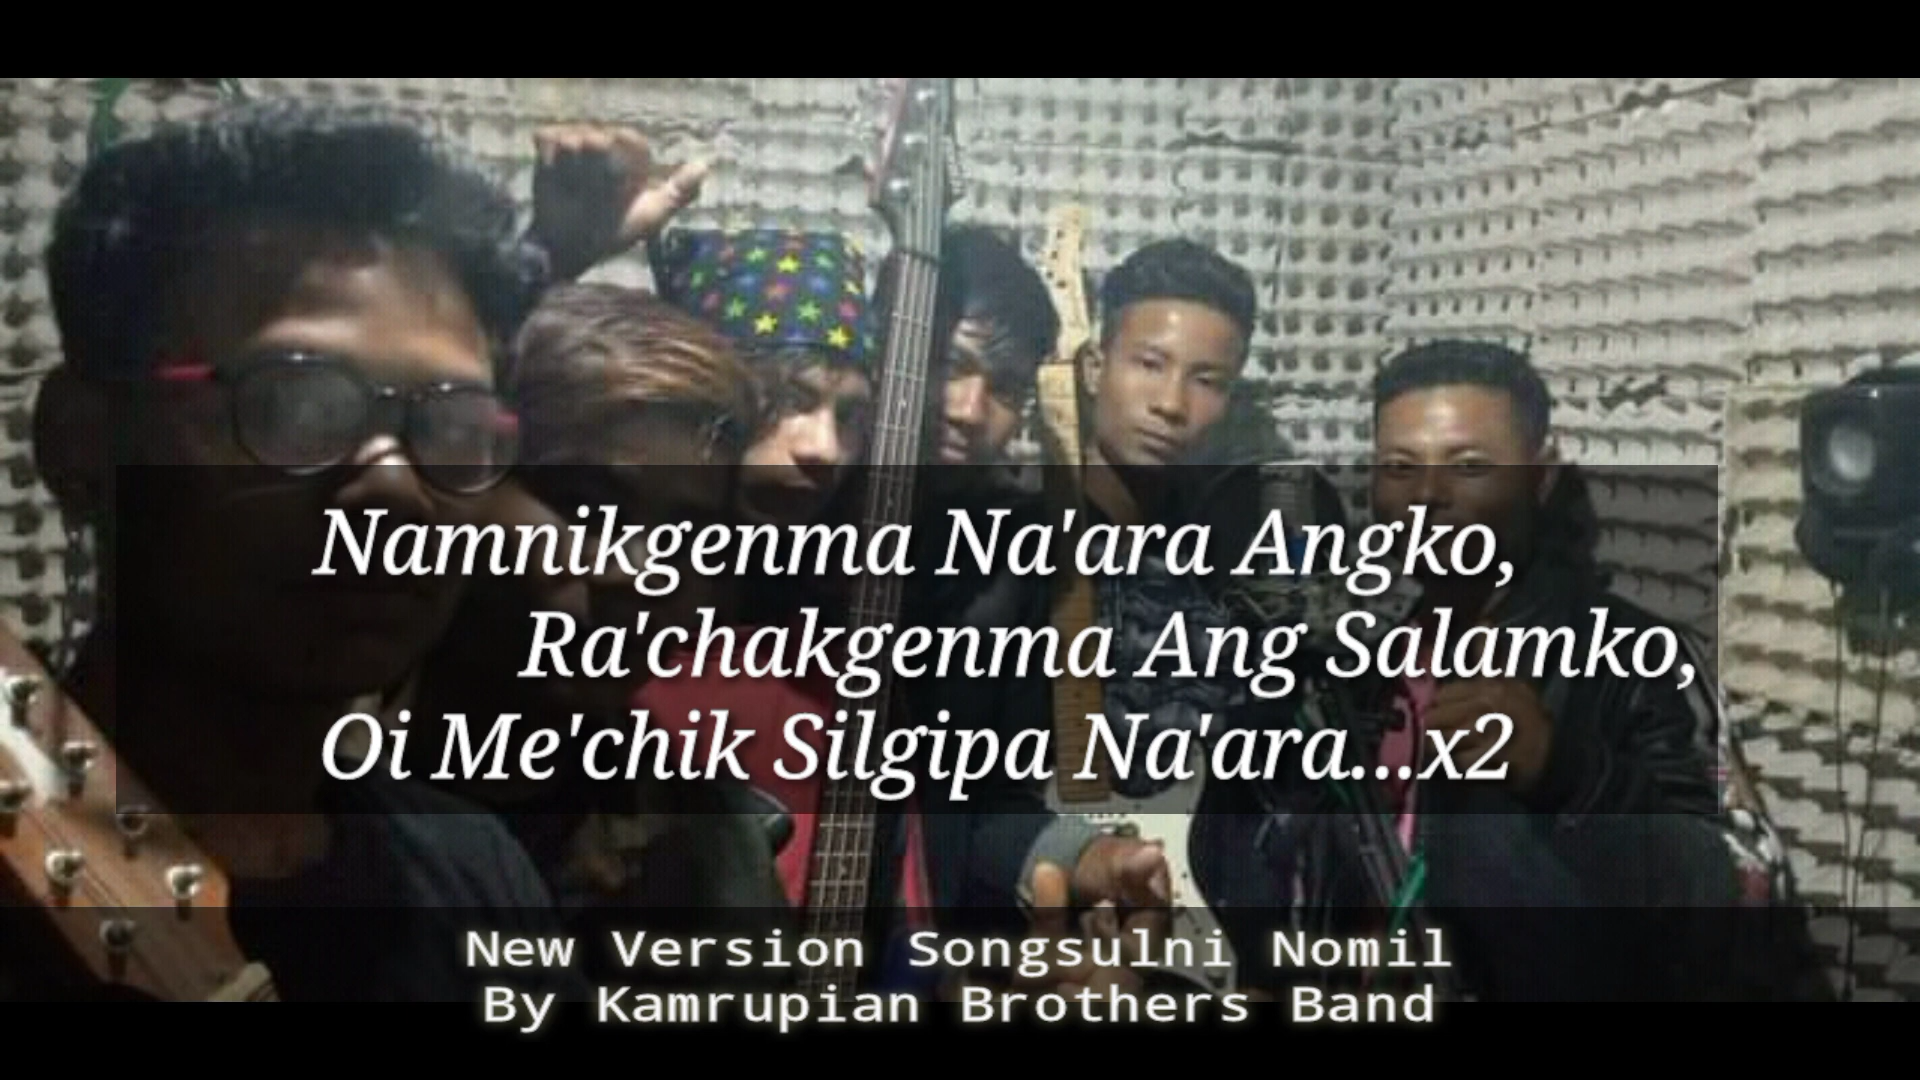 Namnikgenma Na'ara Angko,
Ra'chakgenma Ang Salamko,
Oi Me'chik Silgipa Na'ara...x2
New Version Songsulni Nomil
By Kamrupian Brothers Band